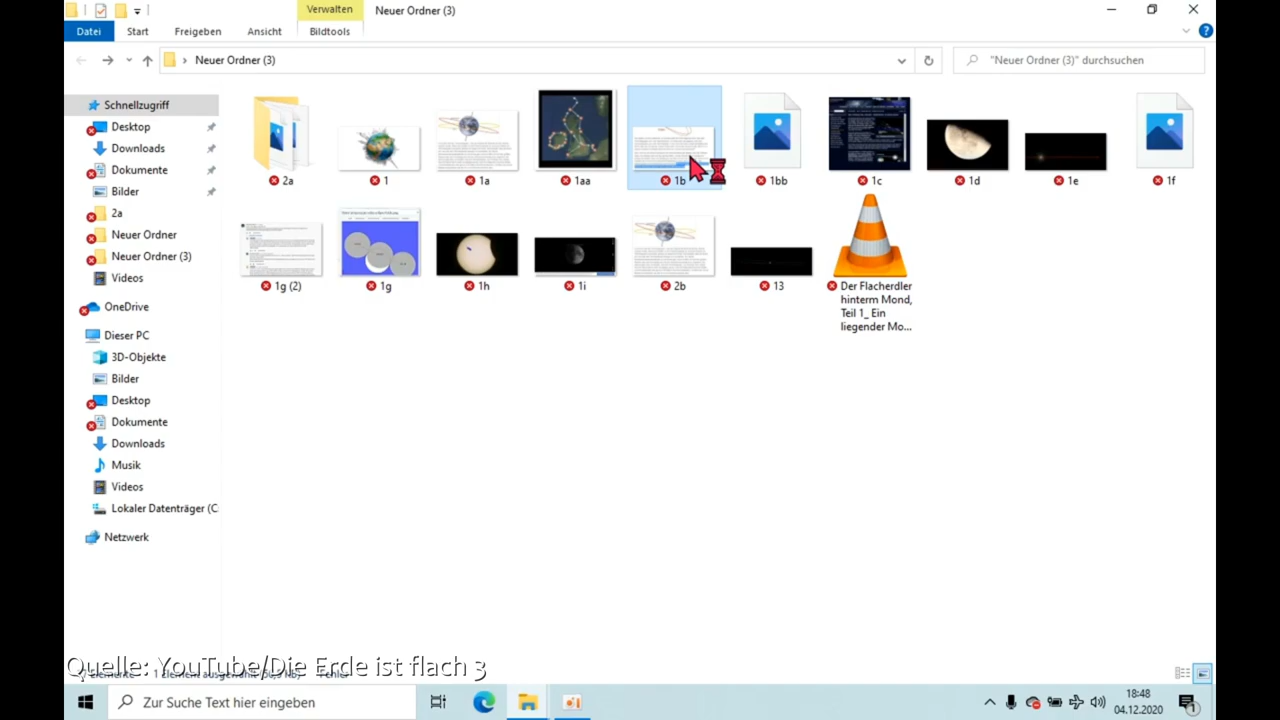 Verwalten
Neuer Ordner (3)
Datei
Start
Freigeben
Ansicht
Bildtools
Neuer Ordner (3)
"Neuer Ordner (3)" durchsuchen
Schnellzugriff
Desktop
Downloads
Dokumente
Bilder
2a
Neuer Ordner
Neuer Ordner (3)
Videos
OneDrive
Dieser PC
3D-Objekte
Bilder
Desktop
Dokumente
Downloads
Musik
Videos
Lokaler Datenträger (C
Netzwerk
2a
1
1a
1aa
1b
1bb
1c
1d
1e
1f
1g (2)
1g
1h
1i
2b
13
Der Flacherdler
hinterm Mond,
Teil 1_ Ein
liegender Mo...
Quelle: YouTube/Die Erde ist flach 3
Zur Suche Text hier eingeben
18:48
04.12.2020
1